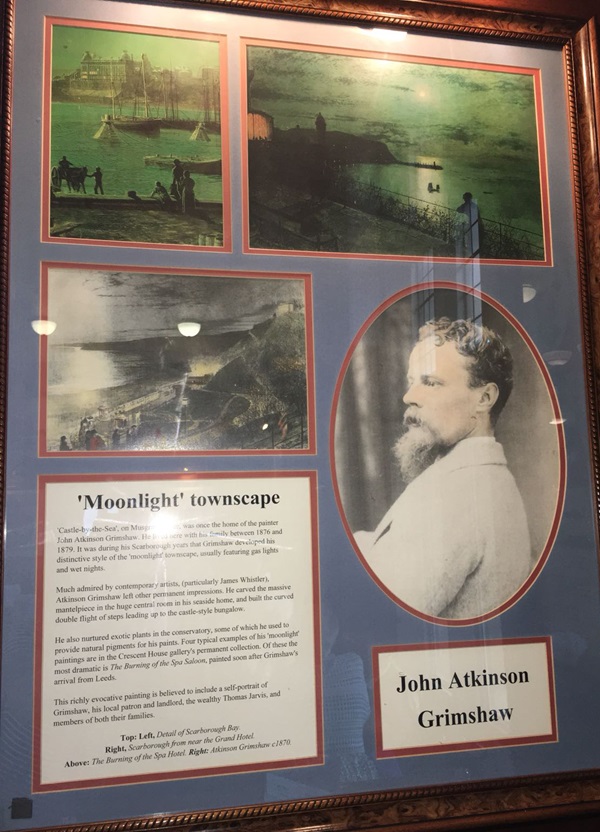 'Moonlight' townscape
'Castle-by-the-Sea', on was once the home of the painter
John Atkinson Grimshaw. He here with his family between 1876 and
1879. It was during his Scarborough years that Grimshaw developed his
distinctive style of the 'moonlight' townscape, usually featuring gas lights
and wet nights.
Much admired by contemporary artists, (particularly James Whistler),
Atkinson Grimshaw left other permanent impressions. He carved the massive
mantelpiece in the huge central room in his seaside home, and built the curved
double flight of steps leading up to the castle-style bungalow.
He also nurtured exotic plants in the conservatory, some of which he used to
provide natural pigments for his paints. Four typical examples of his 'moonlight'
paintings are in the Crescent House gallery's permanent collection. Of these the
most dramatic is The Burning of the Spa Saloon, painted soon after Grimshaw's
arrival from Leeds.
This richly evocative painting is believed to include a self-portrait of
Grimshaw, his local patron and landlord, the wealthy Thomas Jarvis, and
members of both their families.
Top: Left, Detail of Scarborough Bay.
Right, Scarborough from near the Grand Hotel.
Above: The Burning of the Spa Hotel. Right: Atkinson Grimshaw c1870
John Atkinson
Grimshaw